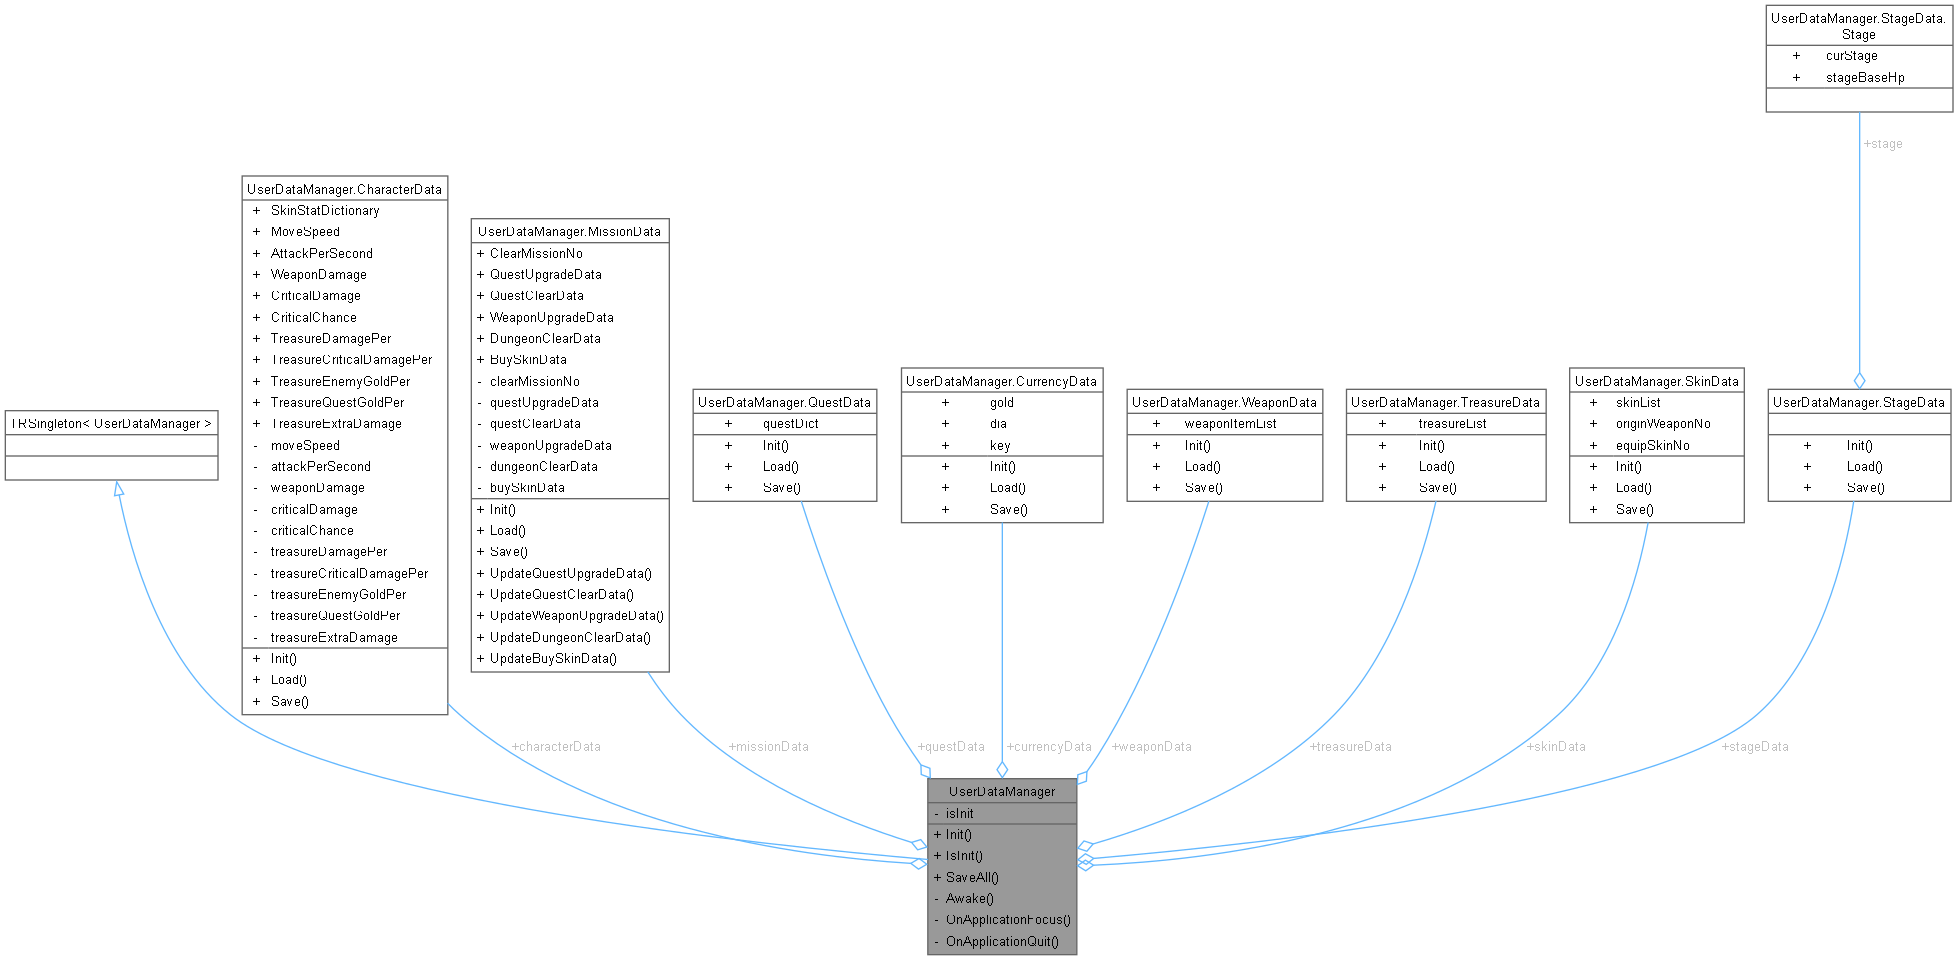 UserDataManager.StageData.
Stage
+ curStage
+ stageBaseHp
+stage
UserDataManager.CharacterData
+ SkinStatDictionary
+ MoveSpeed
+ AttackPerSecond
+ WeaponDamage
+ CriticalDamage
+ CriticalChance
+ TreasureDamagePer
+ TreasureCriticalDamagePer
+ TreasureEnemyGoldPer
+ TreasureQuestGoldPer
+ TreasureExtraDamage
- moveSpeed
- attackPerSecond
- weaponDamage
- criticalDamage
- criticalChance
- treasureDamagePer
- treasureCriticalDamagePer
- treasureEnemyGoldPer
- treasureQuestGoldPer
- treasureExtraDamage
+ Init()
+ Load()
+ Save()
UserDataManager.MissionData
+ ClearMissionNo
+ QuestUpgradeData
+ QuestClearData
+ WeaponUpgradeData
+ DungeonClearData
+ BuySkinData
- clearMissionNo
- questUpgradeData
- questClearData
- weaponUpgradeData
- dungeonClearData
- buySkinData
+ Init()
+ Load()
+ Save()
+ UpdateQuestUpgradeData()
+ UpdateQuestClearData()
+ UpdateWeaponUpgradeData()
+ UpdateDungeonClearData()
+ UpdateBuySkinData()
TRSingleton< UserDataManager >
UserDataManager.QuestData
+ questDict
+ Init()
+ Load()
+ Save()
UserDataManager.CurrencyData
+ gold
+ dia
+ key
+ Init()
+ Load()
+ Save()
UserDataManager.WeaponData
+ weaponItemList
+ Init()
+ Load()
+ Save()
UserDataManager.TreasureData
+ treasureList
+ Init()
+ Load()
+ Save()
UserDataManager.SkinData
+ skinList
+ originWeaponNo
+ equipSkinNo
+ Init()
+ Load()
+ Save()
UserDataManager.StageData
+ Init()
+ Load()
+ Save()
+characterData
+missionData
+questData
+currencyData
+weaponData
+treasureData
+skinData
+stageData
UserDataManager
- isInit
+ Init()
+ IsInit()
+ SaveAll()
- Awake()
- OnApplicationFocus()
- OnApplicationQuit()